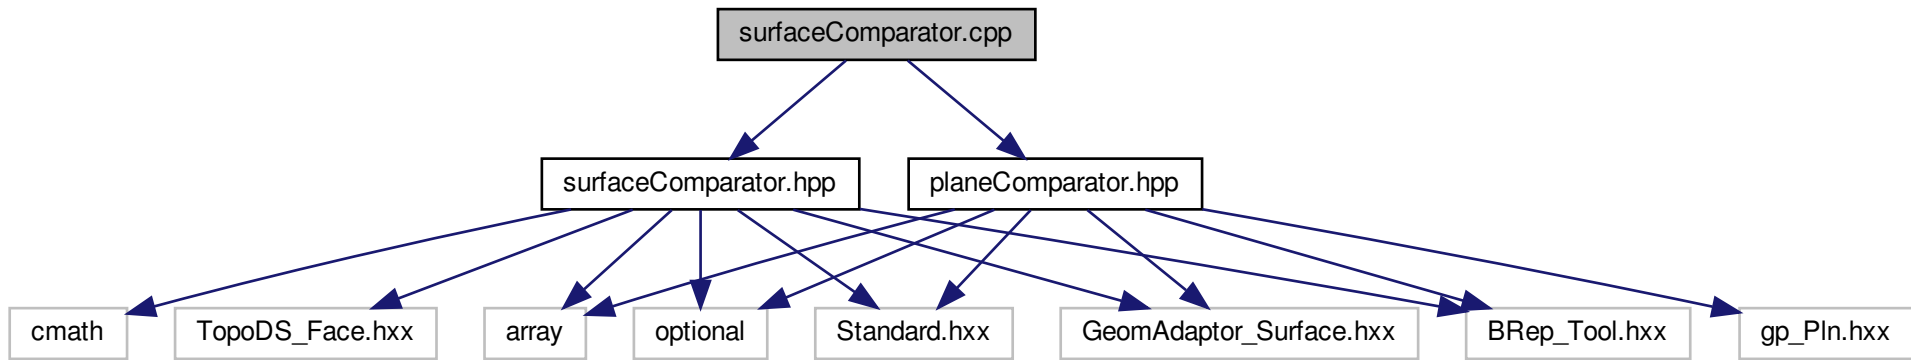 surfaceComparator.cpp
surfaceComparator.hpp
planeComparator.hpp
cmath
TopoDS_Face.hxx
array
optional
Standard.hxx
GeomAdaptor_Surface.hxx
BRep_Tool.hxx
gp_Pln.hxx